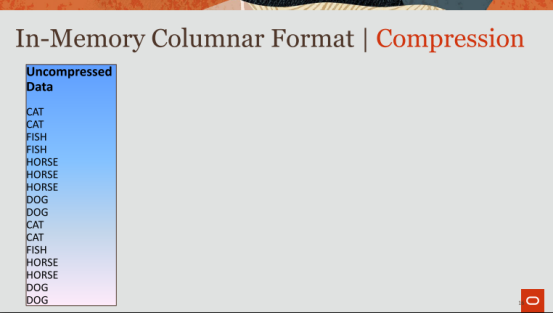 In-Memory Columnar Format | Compression
Uncompressed
Data
CAT
CAT
FISH
FISH
HORSE
HORSE
HORSE
DOG
DOG
CAT
CAT
FISH
HORSE
HORSE
DOG
DOG